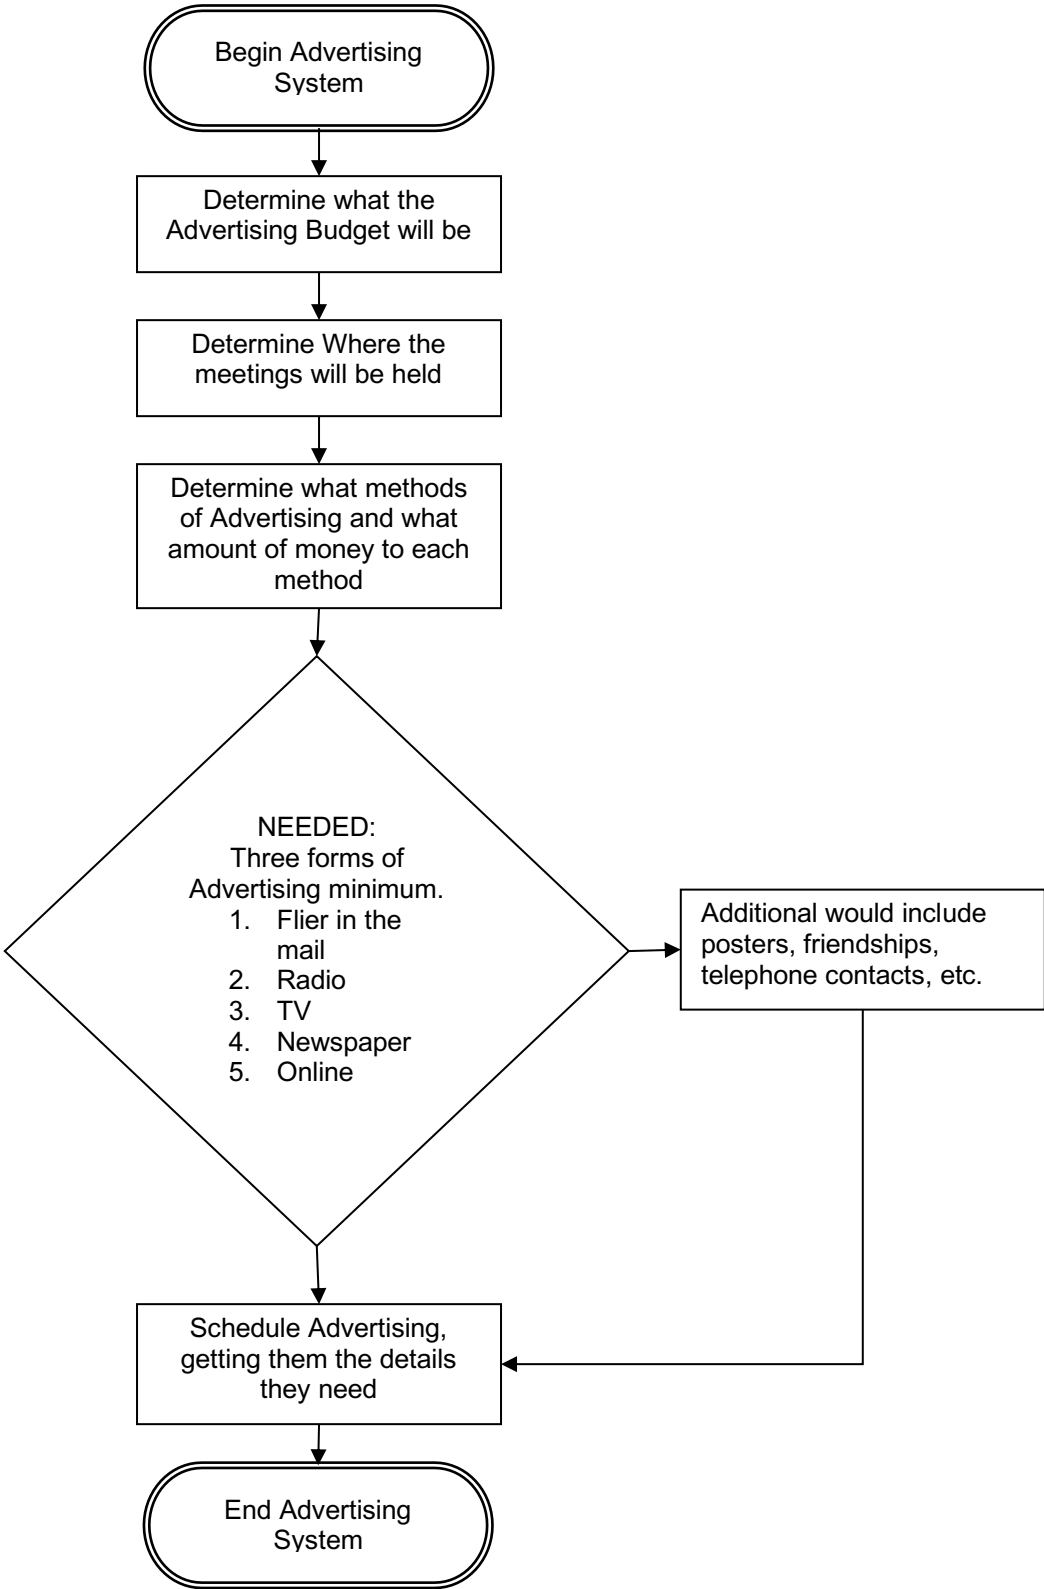 Begin Advertising
System
Determine what the
Advertising Budget will be
Determine Where the
meetings will be held
Determine what methods
of Advertising and what
amount of money to each
method
NEEDED:
Three forms of
Advertising minimum.
1. Flier in the
mail
2. Radio
3. TV
4. Newspaper
5. Online
Additional would include
posters, friendships,
telephone contacts, etc.
Schedule Advertising,
getting them the details
they need
End Advertising
System